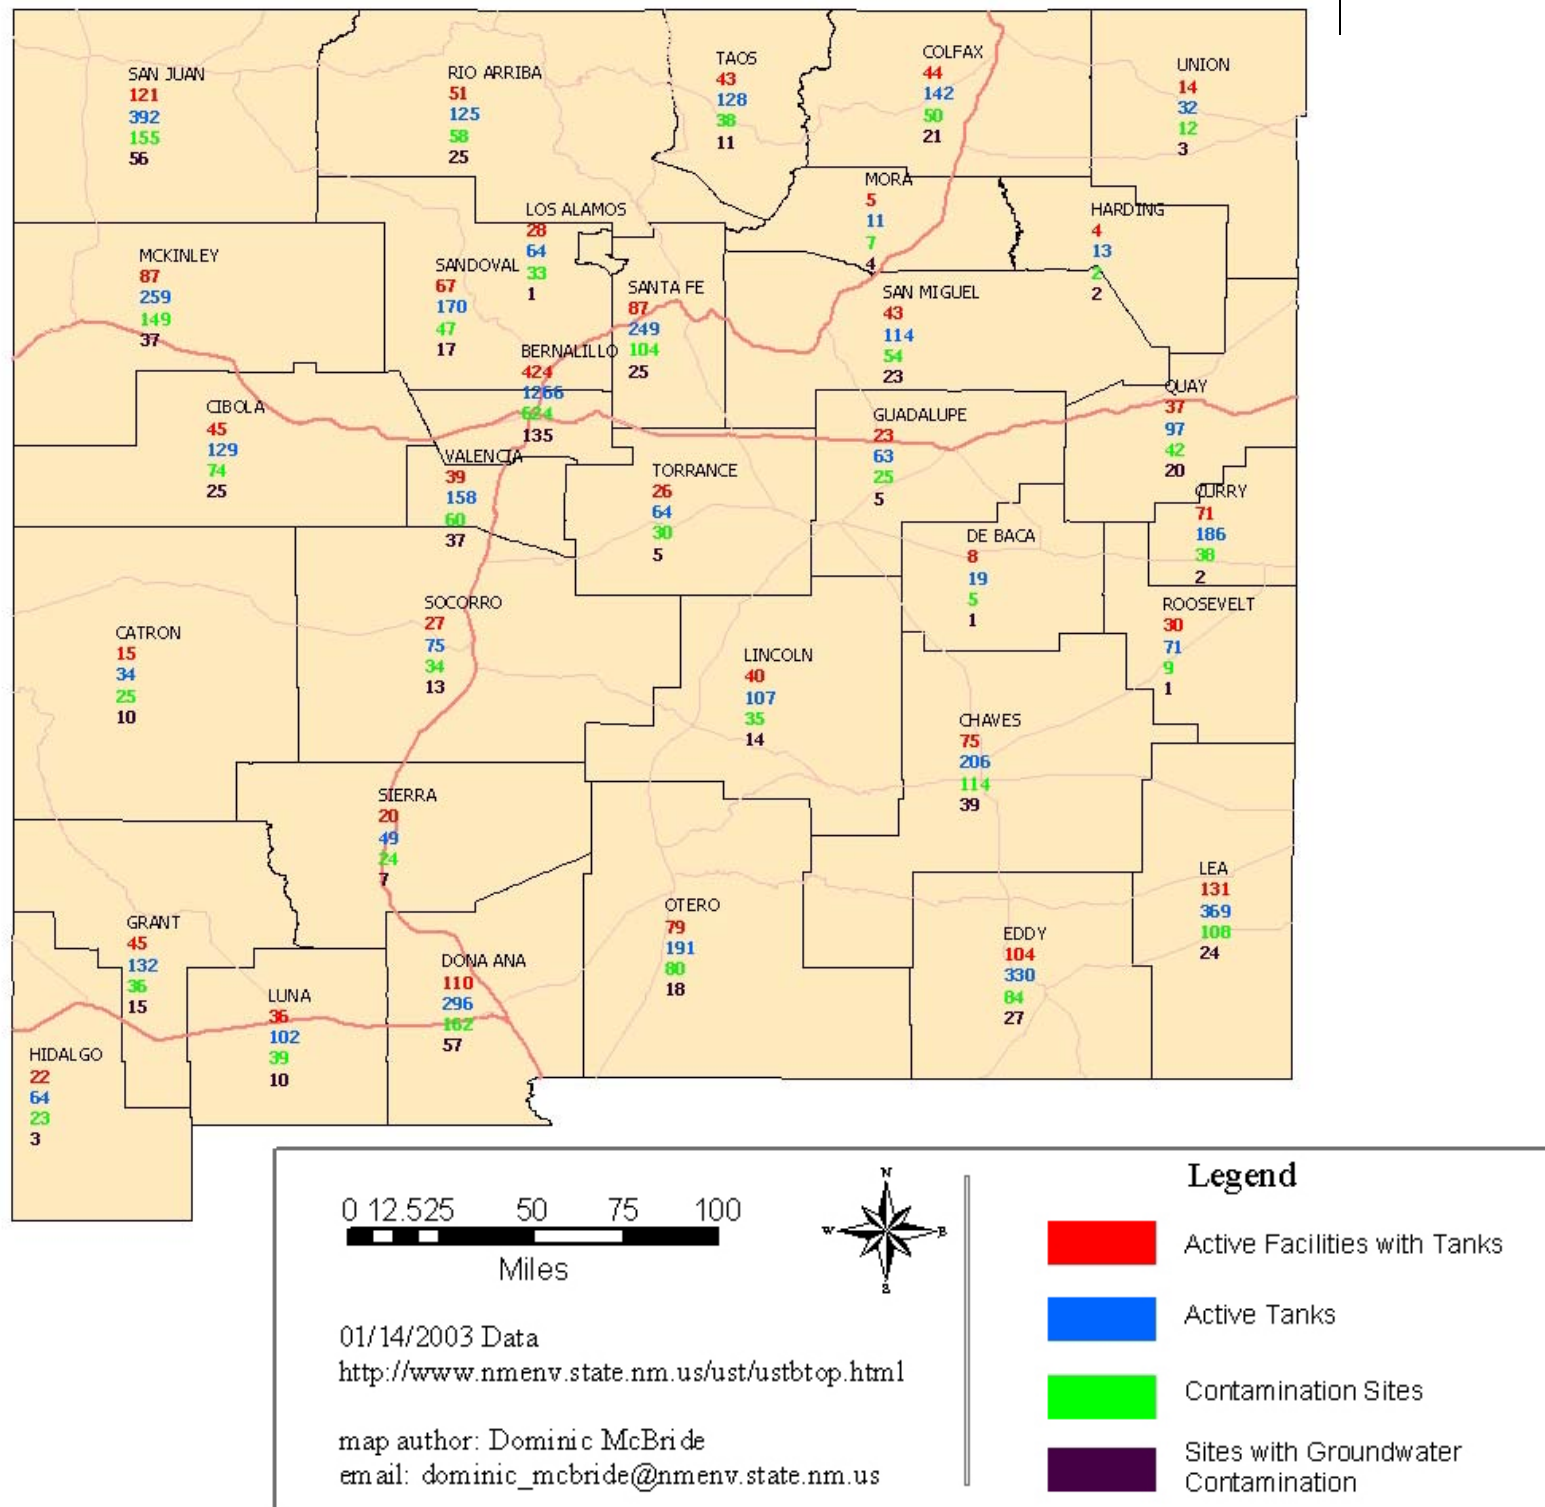 SAN JUAN
121
392
155
56
RIO ARRIBA
51
125
58
25
TAOS
43
128
38
11
COLFAX
44
142
50
21
UNION
14
32
12
3
MORA
5
11
7
4
HARDING
4
13
2
2
LOS ALAMOS
28
64
33
1
MCKINLEY
87
259
149
37
SANDOVAL
67
170
47
17
SANTA FE
87
249
104
25
SAN MIGUEL
43
114
54
23
BERNALILLO
424
1266
624
135
QUAY
37
97
42
20
CIBOLA
45
129
74
25
GUADALUPE
23
63
25
5
VALENCIA
39
158
60
37
TORRANCE
26
64
30
5
CURRY
71
186
38
2
DE BACA
8
19
5
1
SOCORRO
27
75
34
13
ROOSEVELT
30
71
9
1
CATRON
15
34
25
10
LINCOLN
40
107
35
14
CHAVES
75
206
114
39
SIERRA
20
49
24
7
LEA
131
369
108
24
OTERO
79
191
80
18
GRANT
45
132
36
15
EDDY
104
330
84
27
DONA ANA
110
296
162
57
LUNA
36
102
39
10
HIDALGO
22
64
23
3
0 12.525 50 75 100
Miles
N
W E
S
01/14/2003 Data
http://www.nmenv.state.nm.us/ust/ustbtop.html
map author: Dominic McBride
email: dominic_mcbride@nmenv.state.nm.us
Legend
Active Facilities with Tanks
Active Tanks
Contamination Sites
Sites with Groundwater
Contamination